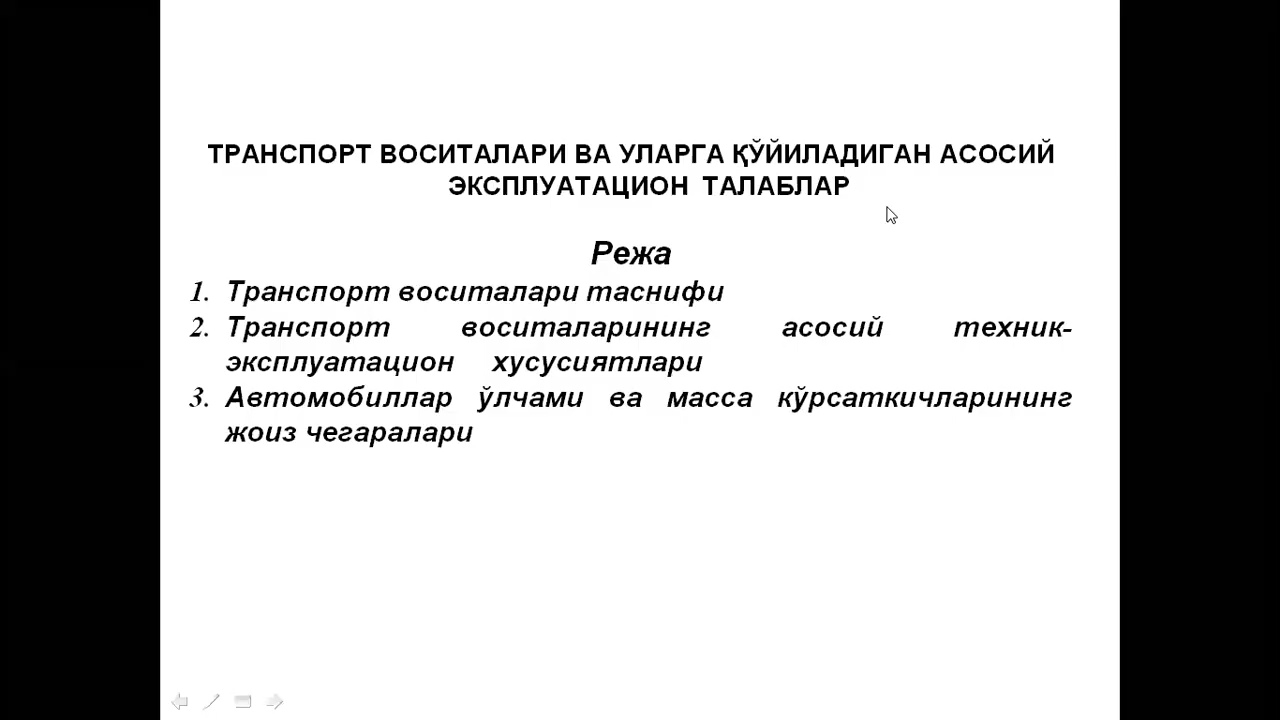 ТРАНСПОРТ ВОСИТАЛАРИ ВА УЛАРГА ҚЎЙИЛАДИГАН АСОСИЙ
ЭКСПЛУАТАЦИОН ТАЛАБЛАР
Режа
1. Транспорт воситалари таснифи
2. Транспорт воситаларининг асосий техник-
эксплуатацион хусусиятлари
3. Автомобиллар ўлчами ва масса кўрсаткичларининг
жоиз чегаралари